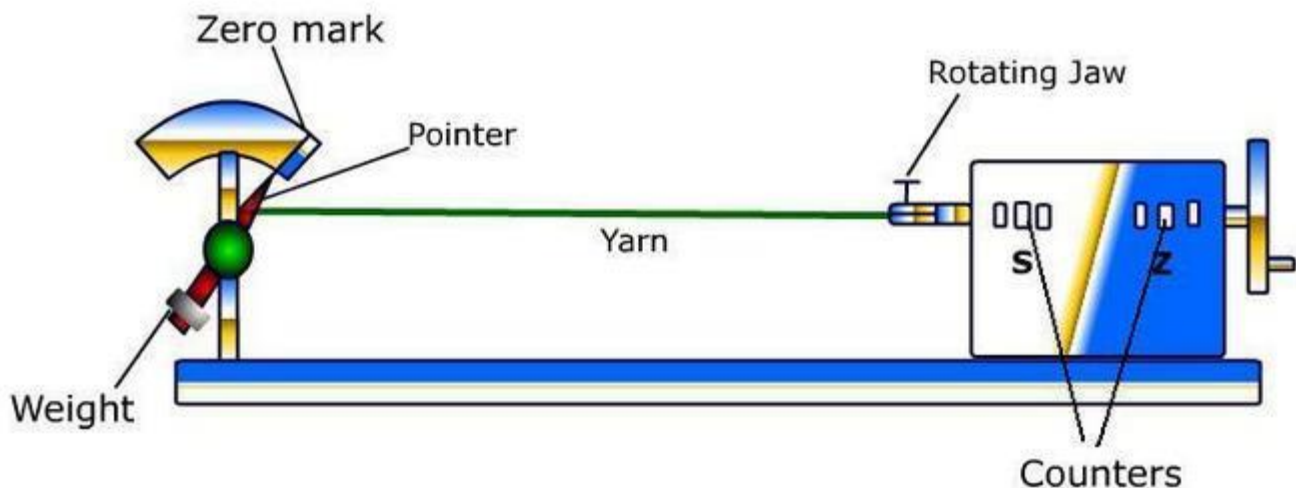 Zero mark
Rotating Jaw
Pointer
Yarn
S
Z
Weight
Counters